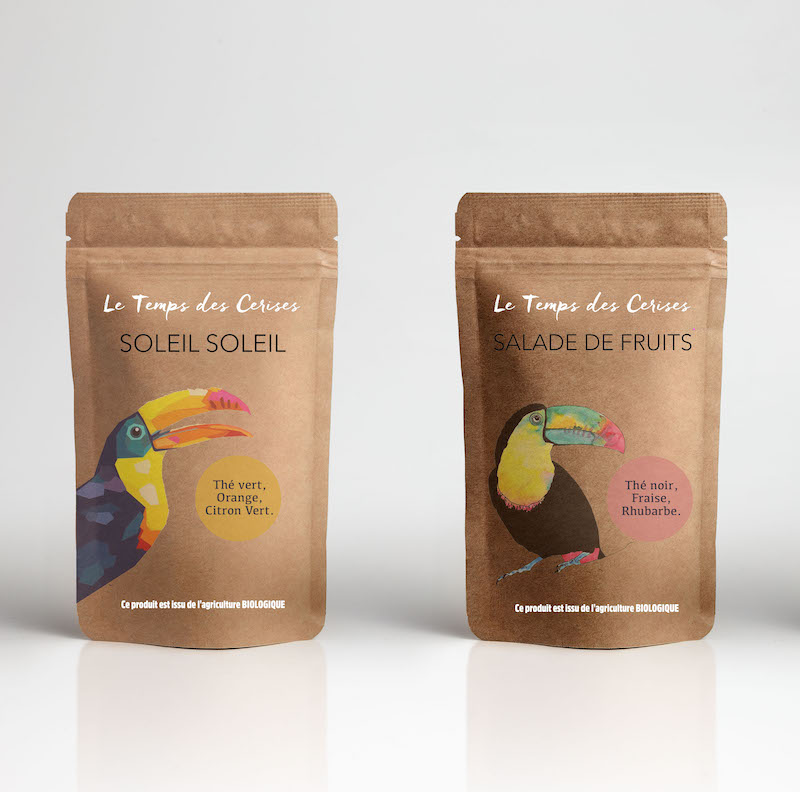 Le Temps des Cerises
SOLEIL SOLEIL
Thé vert,
Orange,
Citron Vert.
Ce produit est issu de l'agriculture BIOLOGIQUE
Le Temps des Cerises
SALADE DE FRUITS
Thé noir,
Fraise,
Rhubarbe.
Ce produit est issu de l'agriculture BIOLOGIQUE